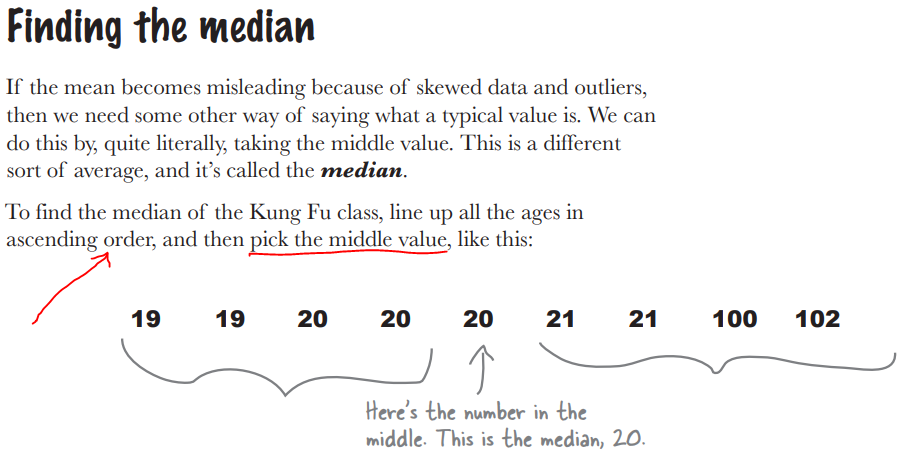 Finding the median
If the mean becomes misleading because of skewed data and outliers,
then we need some other way of saying what a typical value is. We can
do this by, quite literally, taking the middle value. This is a different
sort of average, and it’s called the median.
To find the median of the Kung Fu class, line up all the ages in
ascending order, and then pick the middle value, like this:
19 19 20 20 20 21 21 100 102
Here’s the number in the
middle. This is the median, 20.